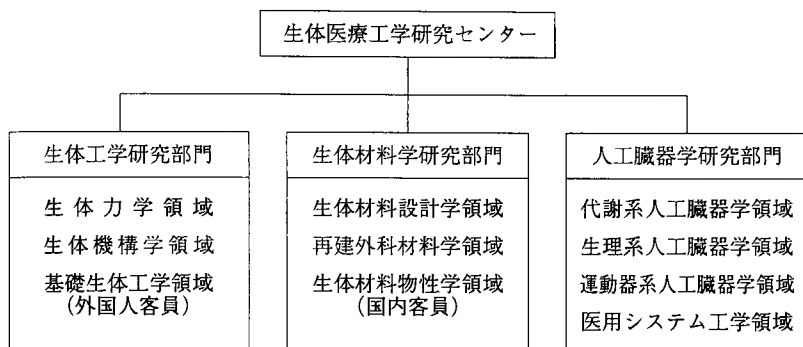 生体医療工学研究センター
生体工学研究部門
生体力学領域
生体機構学領域
基礎生体工学領域
(外国人客員)
生体材料学研究部門
生体材料設計学領域
再建外科材料学領域
生体材料物性学領域
(国内客員)
人工臓器学研究部門
代謝系人工臓器学領域
生理系人工臓器学領域
運動器系人工臓器学領域
医用システム工学領域